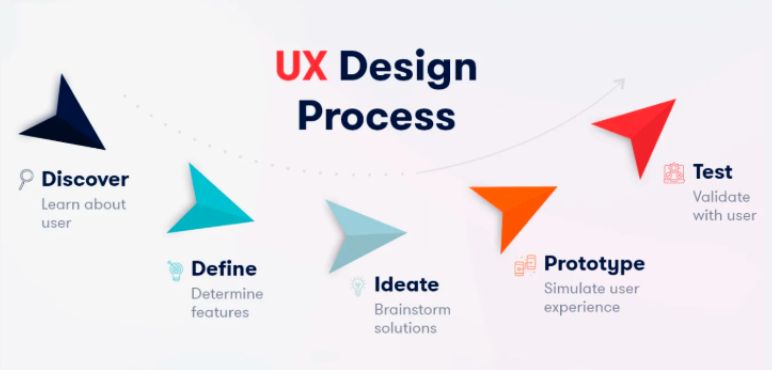 UX Design
Process
Discover
Learn about
user
Define
Determine
features
Ideate
Brainstorm
solutions
Prototype
Simulate user
experience
Test
Validate
with user